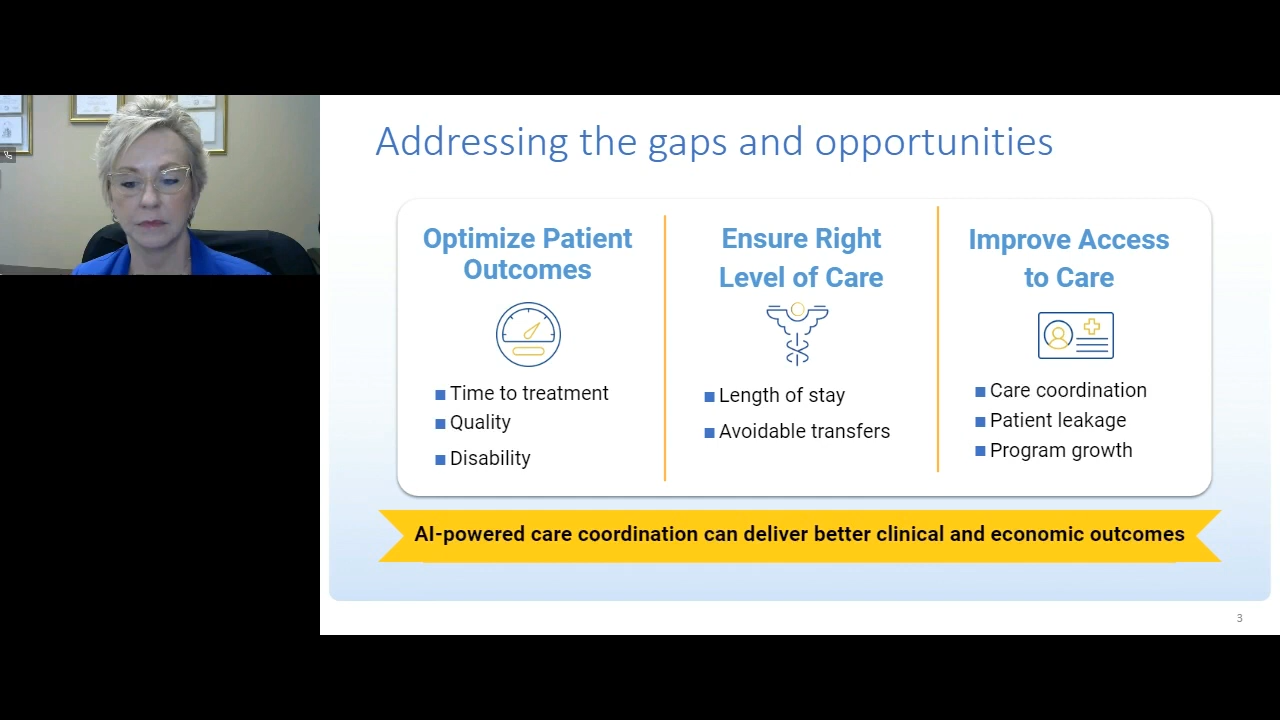 Addressing the gaps and opportunities
Optimize Patient
Outcomes
Time to treatment
Quality
Disability
Ensure Right
Level of Care
Length of stay
Avoidable transfers
Improve Access
to Care
Care coordination
Patient leakage
Program growth
AI-powered care coordination can deliver better clinical and economic outcomes
3